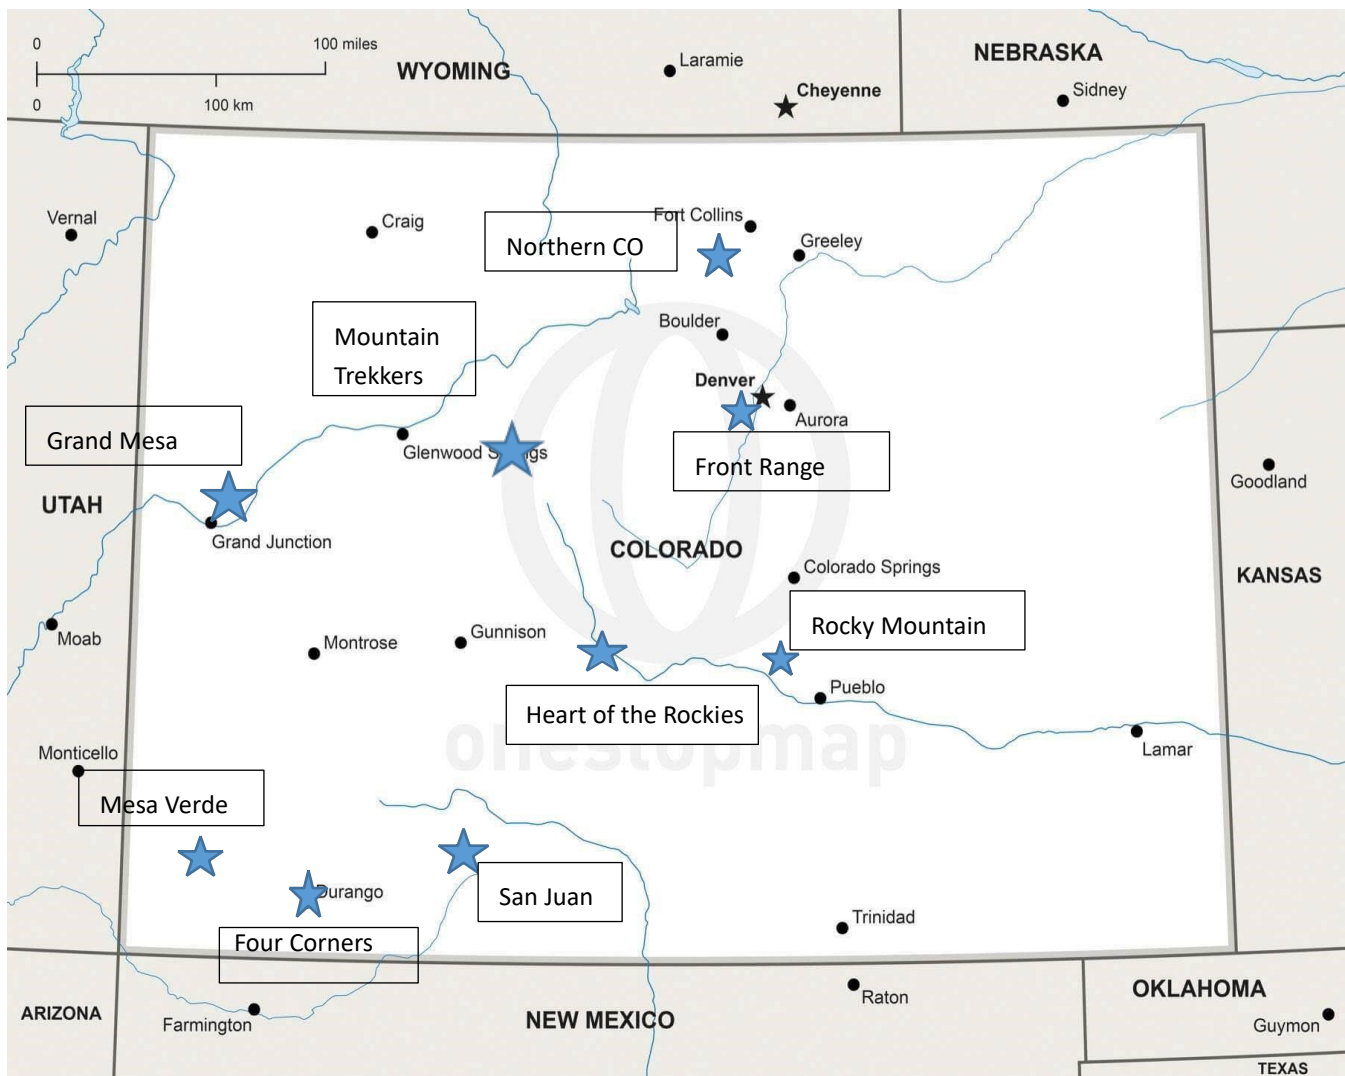 0
100 miles
0
100 km
WYOMING
Laramie
Cheyenne
NEBRASKA
Sidney
Vernal
Craig
Fort Collins
Northern CO
Greeley
Mountain
Trekkers
Boulder
Denver
Aurora
Grand Mesa
Glenwood Springs
Front Range
Goodland
UTAH
Grand Junction
COLORADO
Colorado Springs
KANSAS
Moab
Montrose
Gunnison
Rocky Mountain
Pueblo
Heart of the Rockies
onestopmap
Lamar
Monticello
Mesa Verde
Durango
San Juan
Trinidad
Four Corners
Raton
OKLAHOMA
ARIZONA
Farmington
NEW MEXICO
Guymon
TEXAS